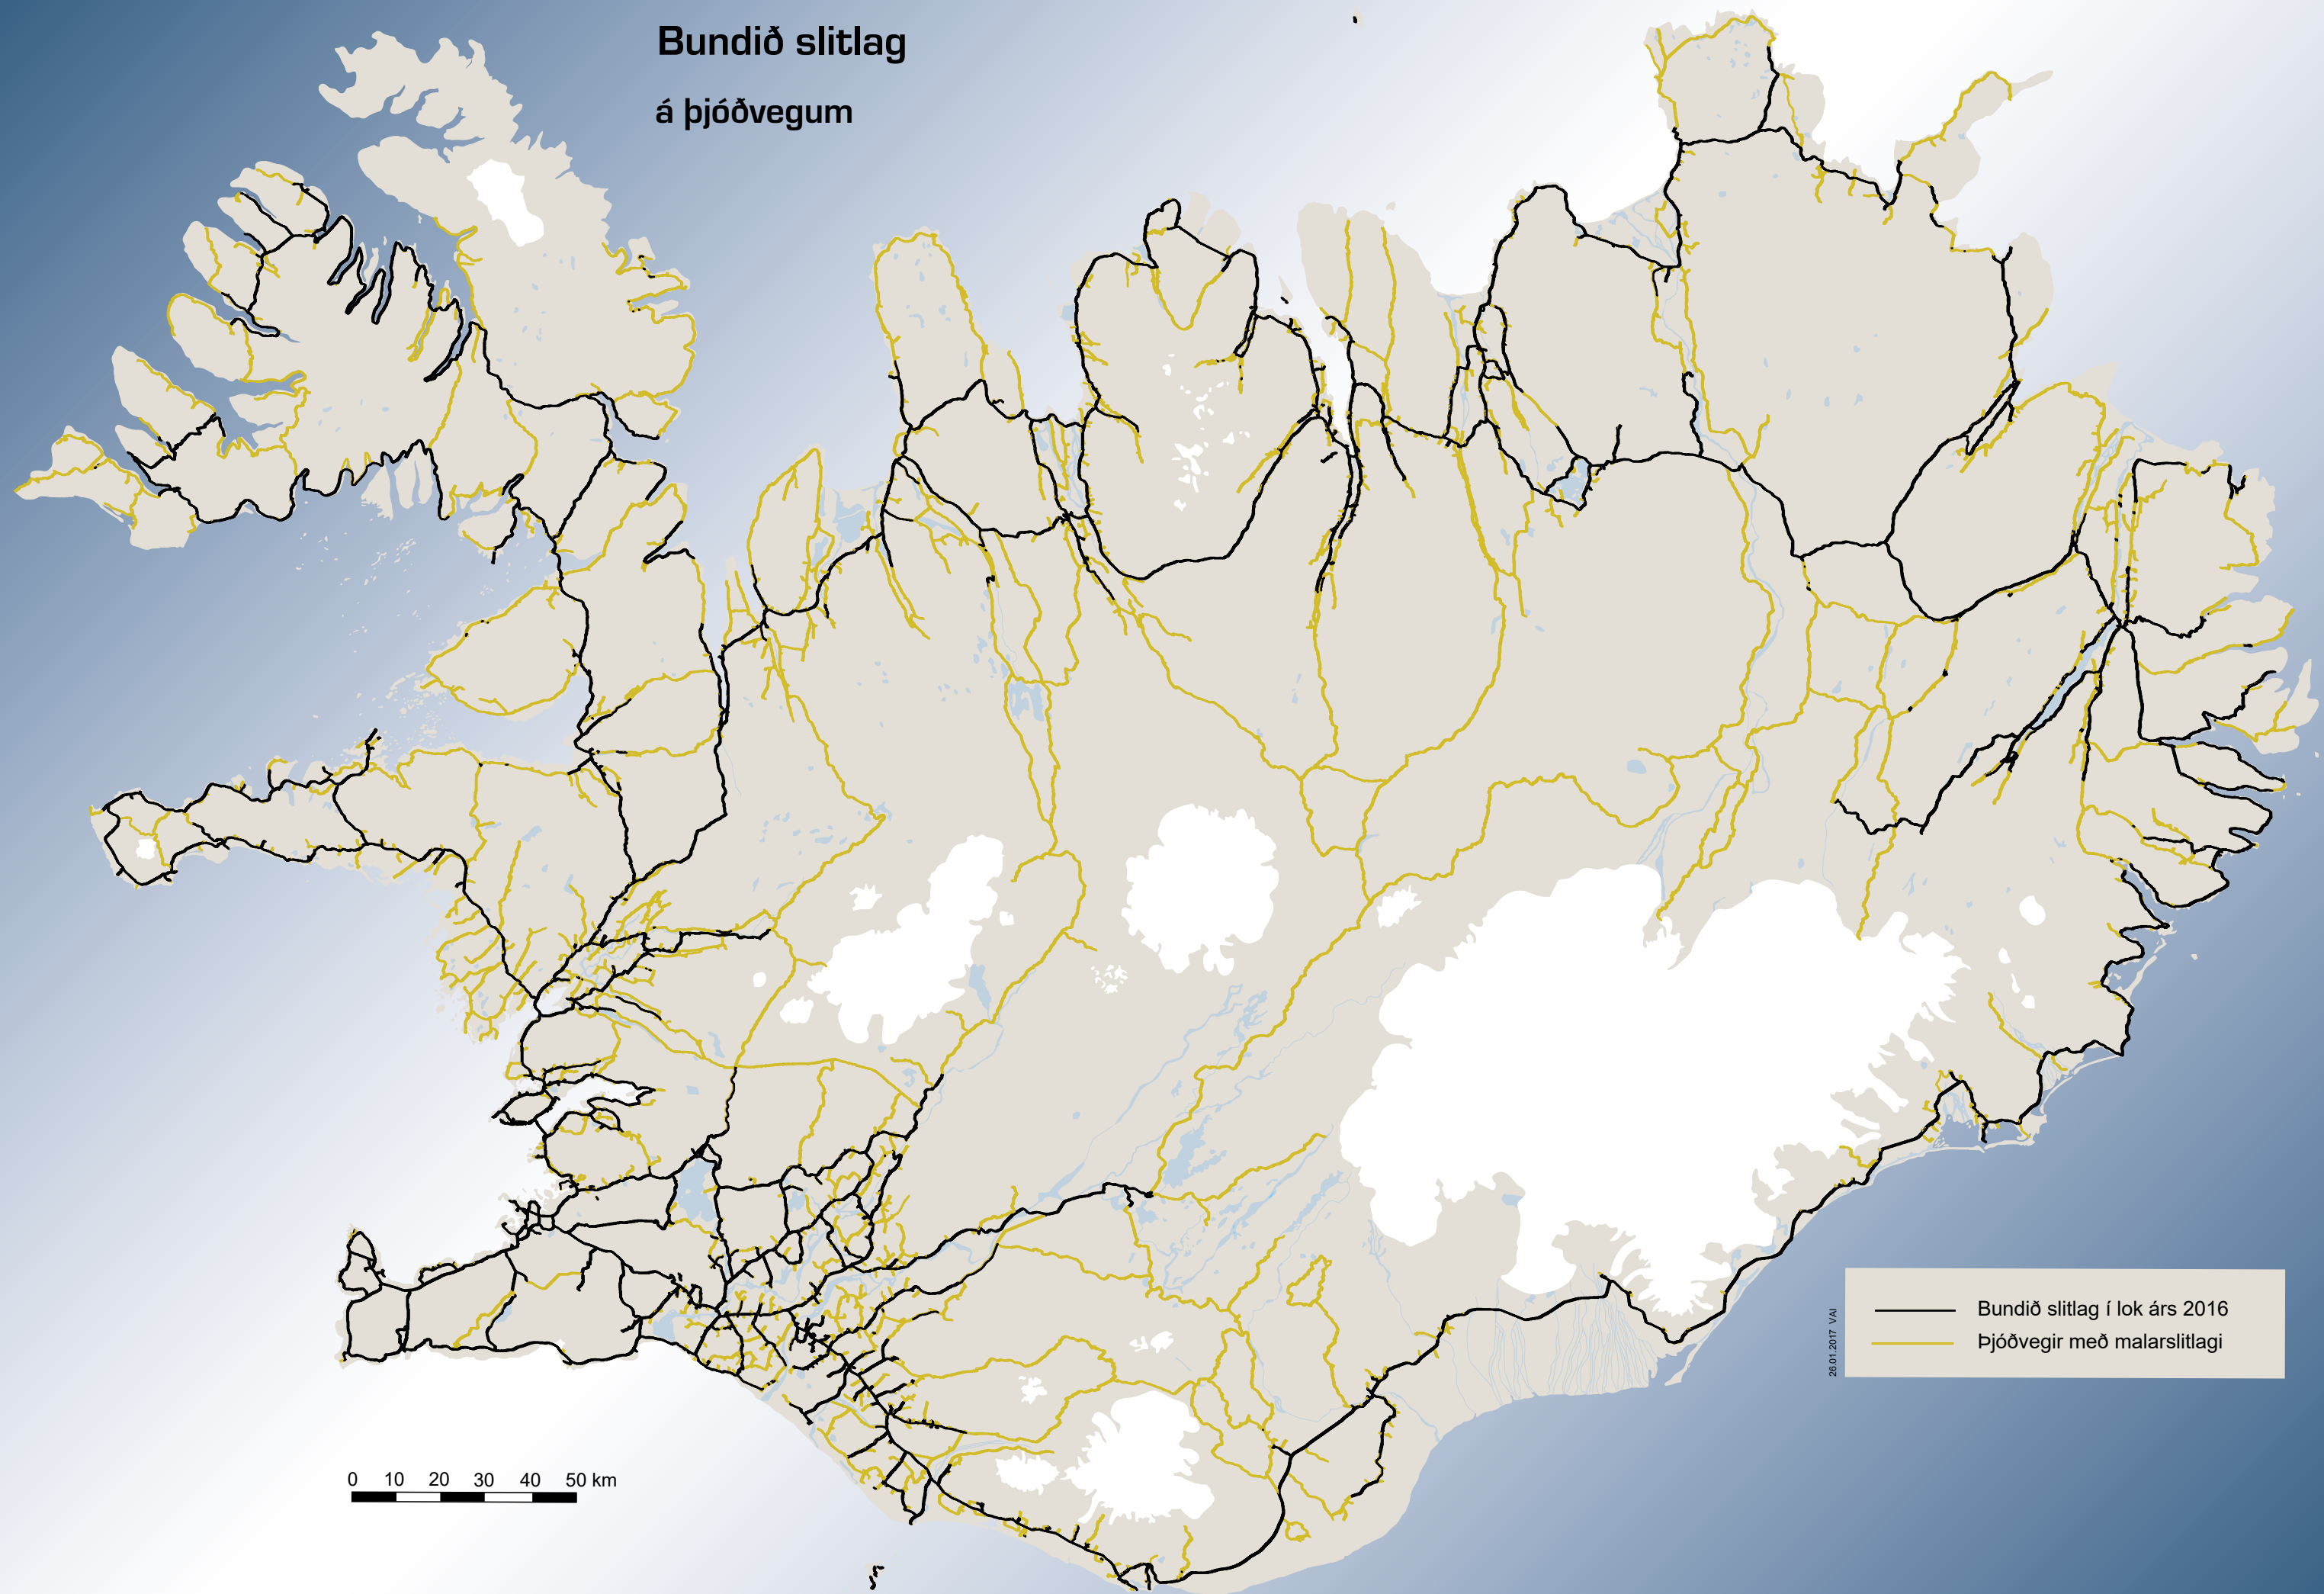 Bundið slitlag
á þjóðvegum
Bundið slitlag í lok árs 2016
Þjóðvegir með malarslitlagi
26.01.2017 VAI
0 10 20 30 40 50 km